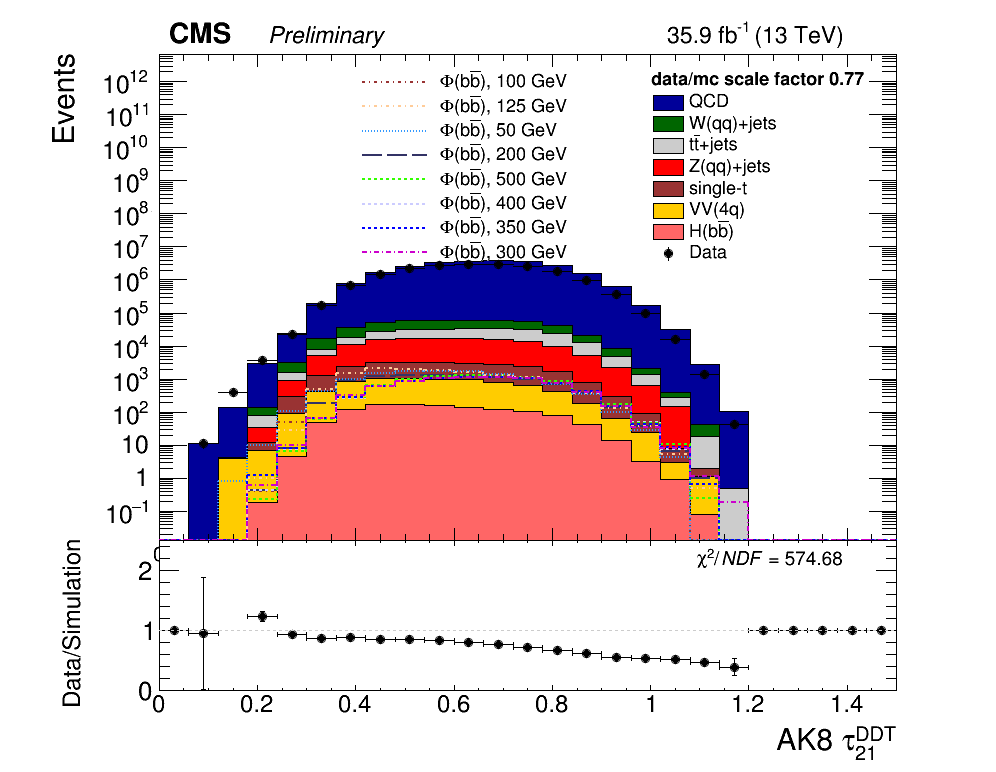 CMS Preliminary 35.9 fb⁻¹ (13 TeV)
Events
10¹²
10¹¹
10¹⁰
10⁹
10⁸
10⁷
10⁶
10⁵
10⁴
10³
10²
10
1
10⁻¹
Φ(bb̅), 100 GeV
Φ(bb̅), 125 GeV
Φ(bb̅), 50 GeV
Φ(bb̅), 200 GeV
Φ(bb̅), 500 GeV
Φ(bb̅), 400 GeV
Φ(bb̅), 350 GeV
Φ(bb̅), 300 GeV
data/mc scale factor 0.77
QCD
W(qq)+jets
tt̅+jets
Z(qq)+jets
single-t
VV(4q)
H(bb̅)
Data
χ²/NDF = 574.68
Data/Simulation
2
1
0
0 0.2 0.4 0.6 0.8 1 1.2 1.4
AK8 τ₂₁ᴰᴰᵀ